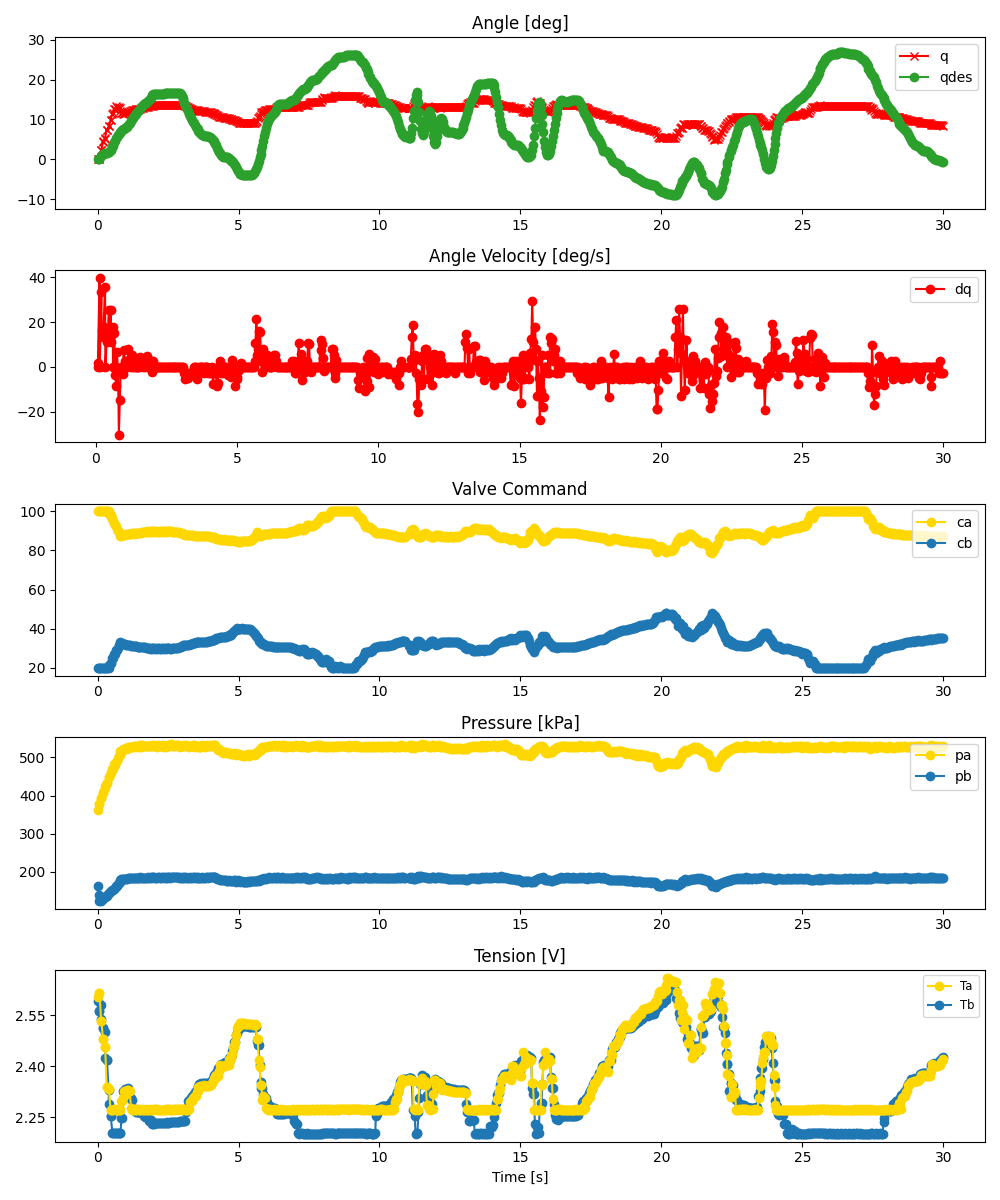 Angle [deg]
30
20
10
0
−10
q
qdes
0 5 10 15 20 25 30
Angle Velocity [deg/s]
40
20
0
−20
dq
0 5 10 15 20 25 30
Valve Command
100
80
60
40
20
ca
cb
0 5 10 15 20 25 30
Pressure [kPa]
500
400
300
200
pa
pb
0 5 10 15 20 25 30
Tension [V]
2.55
2.40
2.25
Ta
Tb
0 5 10 15 20 25 30
Time [s]